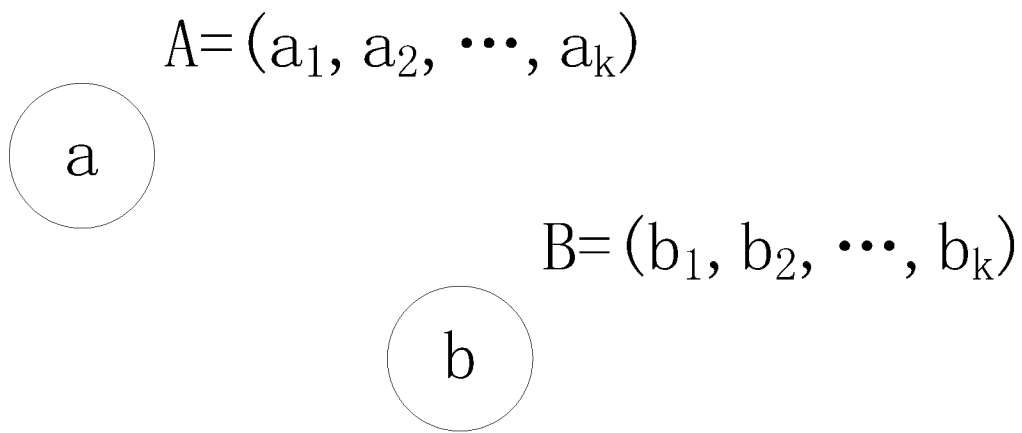 A=(a₁, a₂, ⋯, aₖ)
a
B=(b₁, b₂, ⋯, bₖ)
b